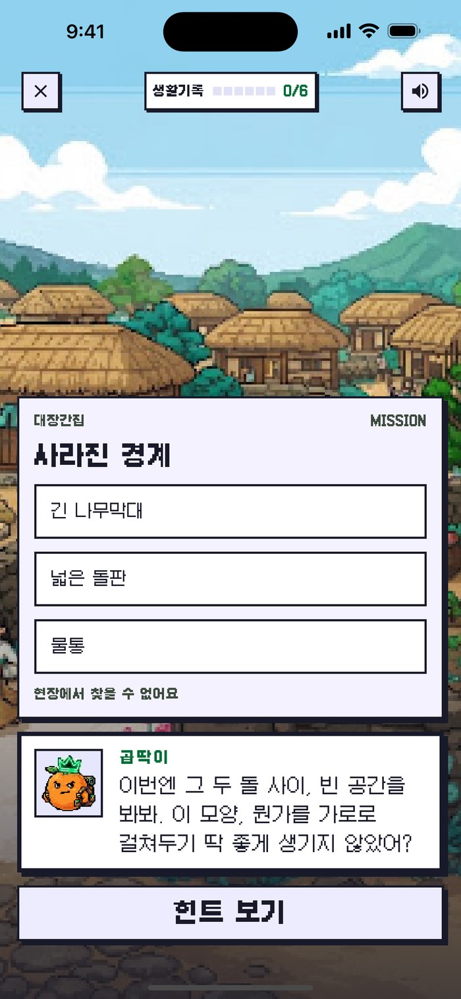 9:41
생활기록 0/6
대장간집 MISSION
사라진 경계
긴 나무막대
넓은 돌판
물통
현장에서 찾을 수 없어요
곱딱이
이번엔 그 두 돌 사이, 빈 공간을
봐봐. 이 모양, 뭔가를 가로로
걸쳐두기 딱 좋게 생기지 않았어?
힌트 보기